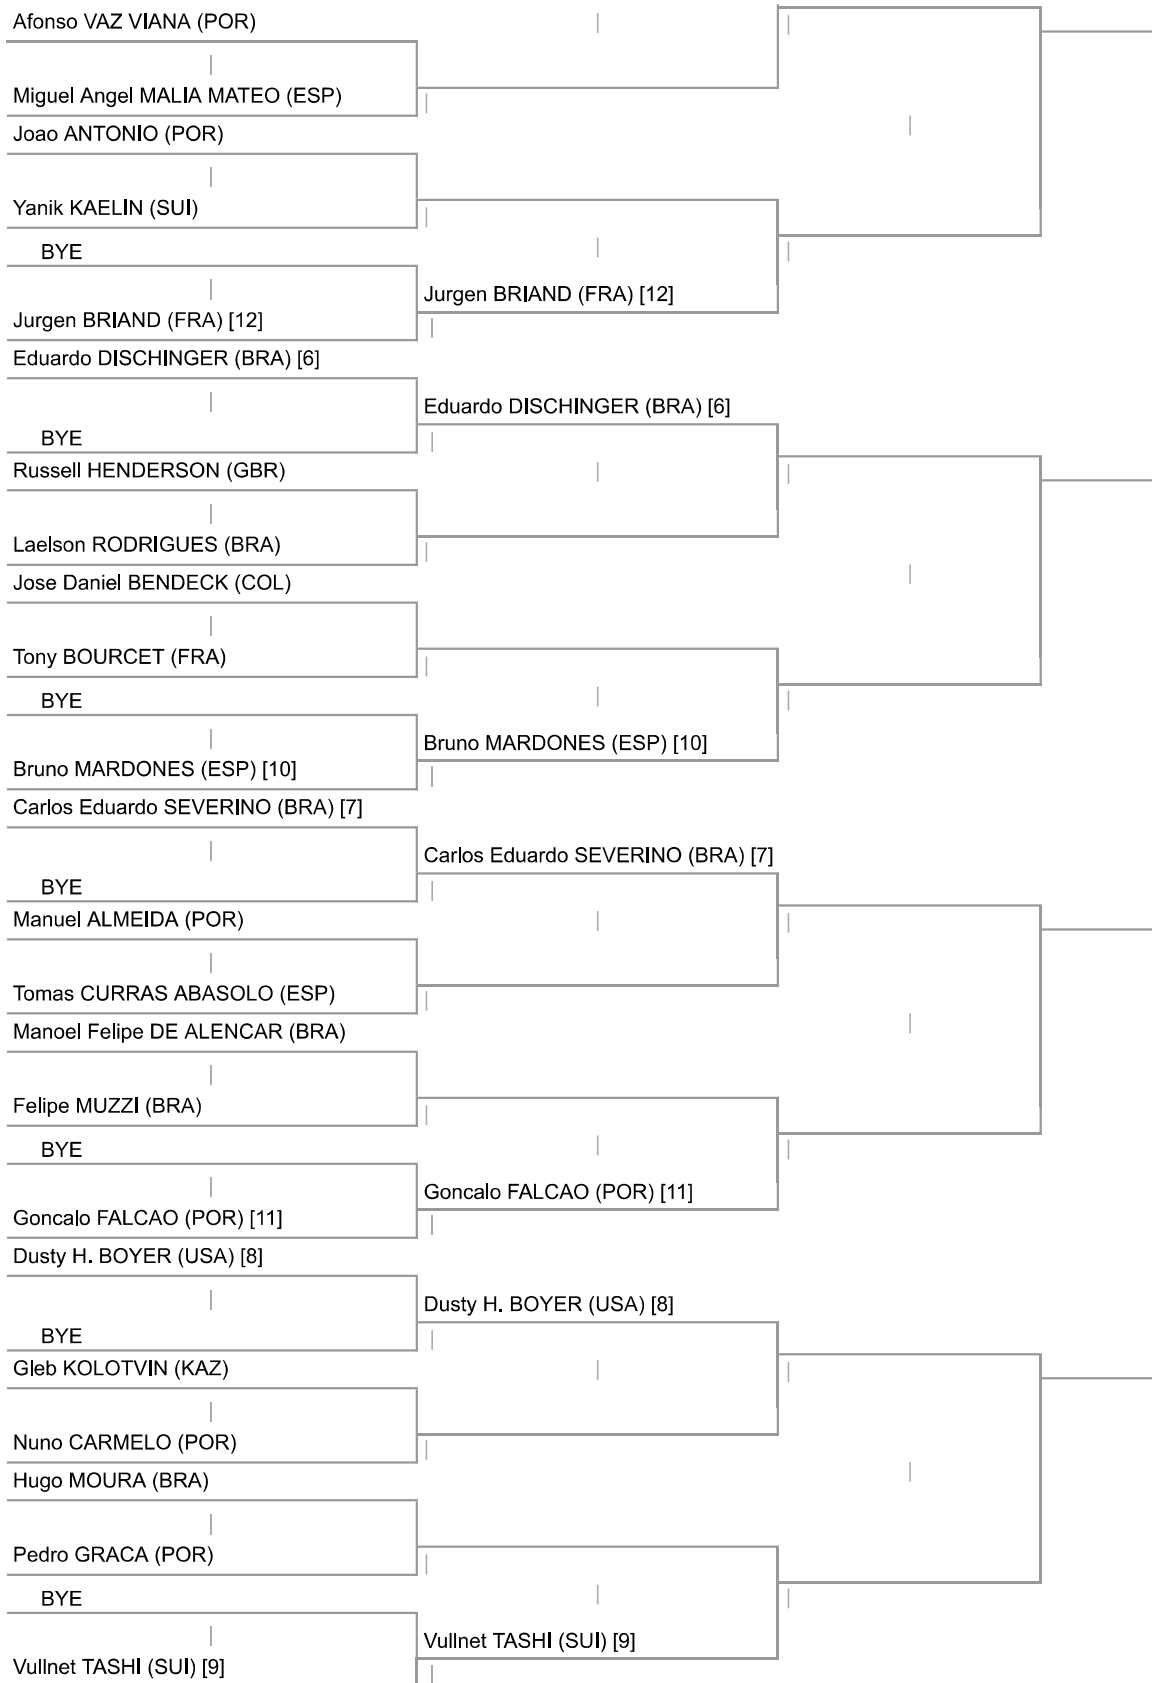 Afonso VAZ VIANA (POR)
Miguel Angel MALIA MATEO (ESP)
Joao ANTONIO (POR)
Yanik KAELIN (SUI)
BYE
Jurgen BRIAND (FRA) [12]
Jurgen BRIAND (FRA) [12]
Eduardo DISCHINGER (BRA) [6]
Eduardo DISCHINGER (BRA) [6]
BYE
Russell HENDERSON (GBR)
Laelson RODRIGUES (BRA)
Jose Daniel BENDECK (COL)
Tony BOURCET (FRA)
BYE
Bruno MARDONES (ESP) [10]
Bruno MARDONES (ESP) [10]
Carlos Eduardo SEVERINO (BRA) [7]
Carlos Eduardo SEVERINO (BRA) [7]
BYE
Manuel ALMEIDA (POR)
Tomas CURRAS ABASOLO (ESP)
Manoel Felipe DE ALENCAR (BRA)
Felipe MUZZI (BRA)
BYE
Goncalo FALCAO (POR) [11]
Goncalo FALCAO (POR) [11]
Dusty H. BOYER (USA) [8]
Dusty H. BOYER (USA) [8]
BYE
Gleb KOLOTVIN (KAZ)
Nuno CARMELO (POR)
Hugo MOURA (BRA)
Pedro GRACA (POR)
BYE
Vullnet TASHI (SUI) [9]
Vullnet TASHI (SUI) [9]